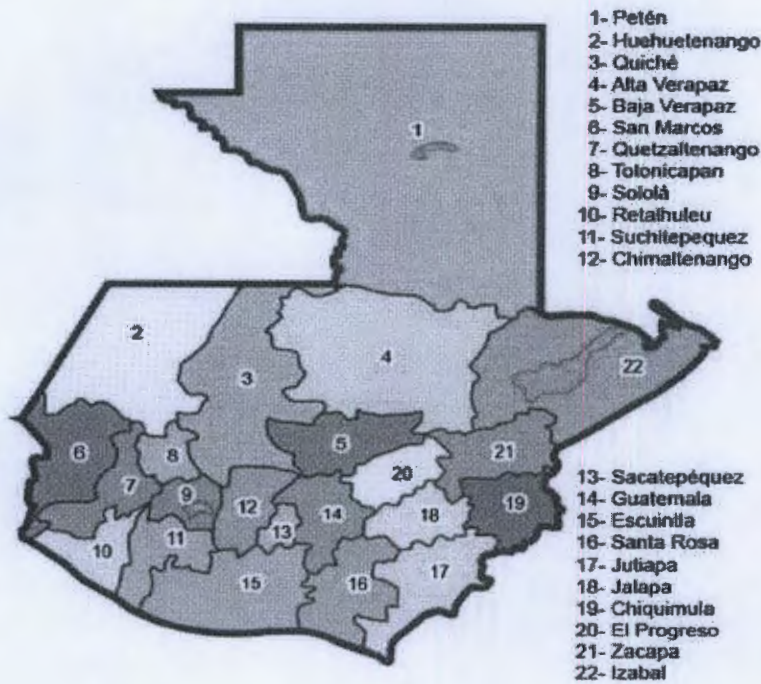 1- Petén
2- Huehuetenango
3- Quiché
4- Alta Verapaz
5- Baja Verapaz
6- San Marcos
7- Quetzaltenango
8- Totonicapan
9- Sololá
10- Retalhuleu
11- Suchitepequez
12- Chimaltenango
1
2
3
4
22
5
21
6
8
20
7
9
19
12
14
18
13
11
10
17
15
16
13- Sacatepéquez
14- Guatemala
15- Escuintla
16- Santa Rosa
17- Jutiapa
18- Jalapa
19- Chiquimula
20- El Progreso
21- Zacapa
22- Izabal